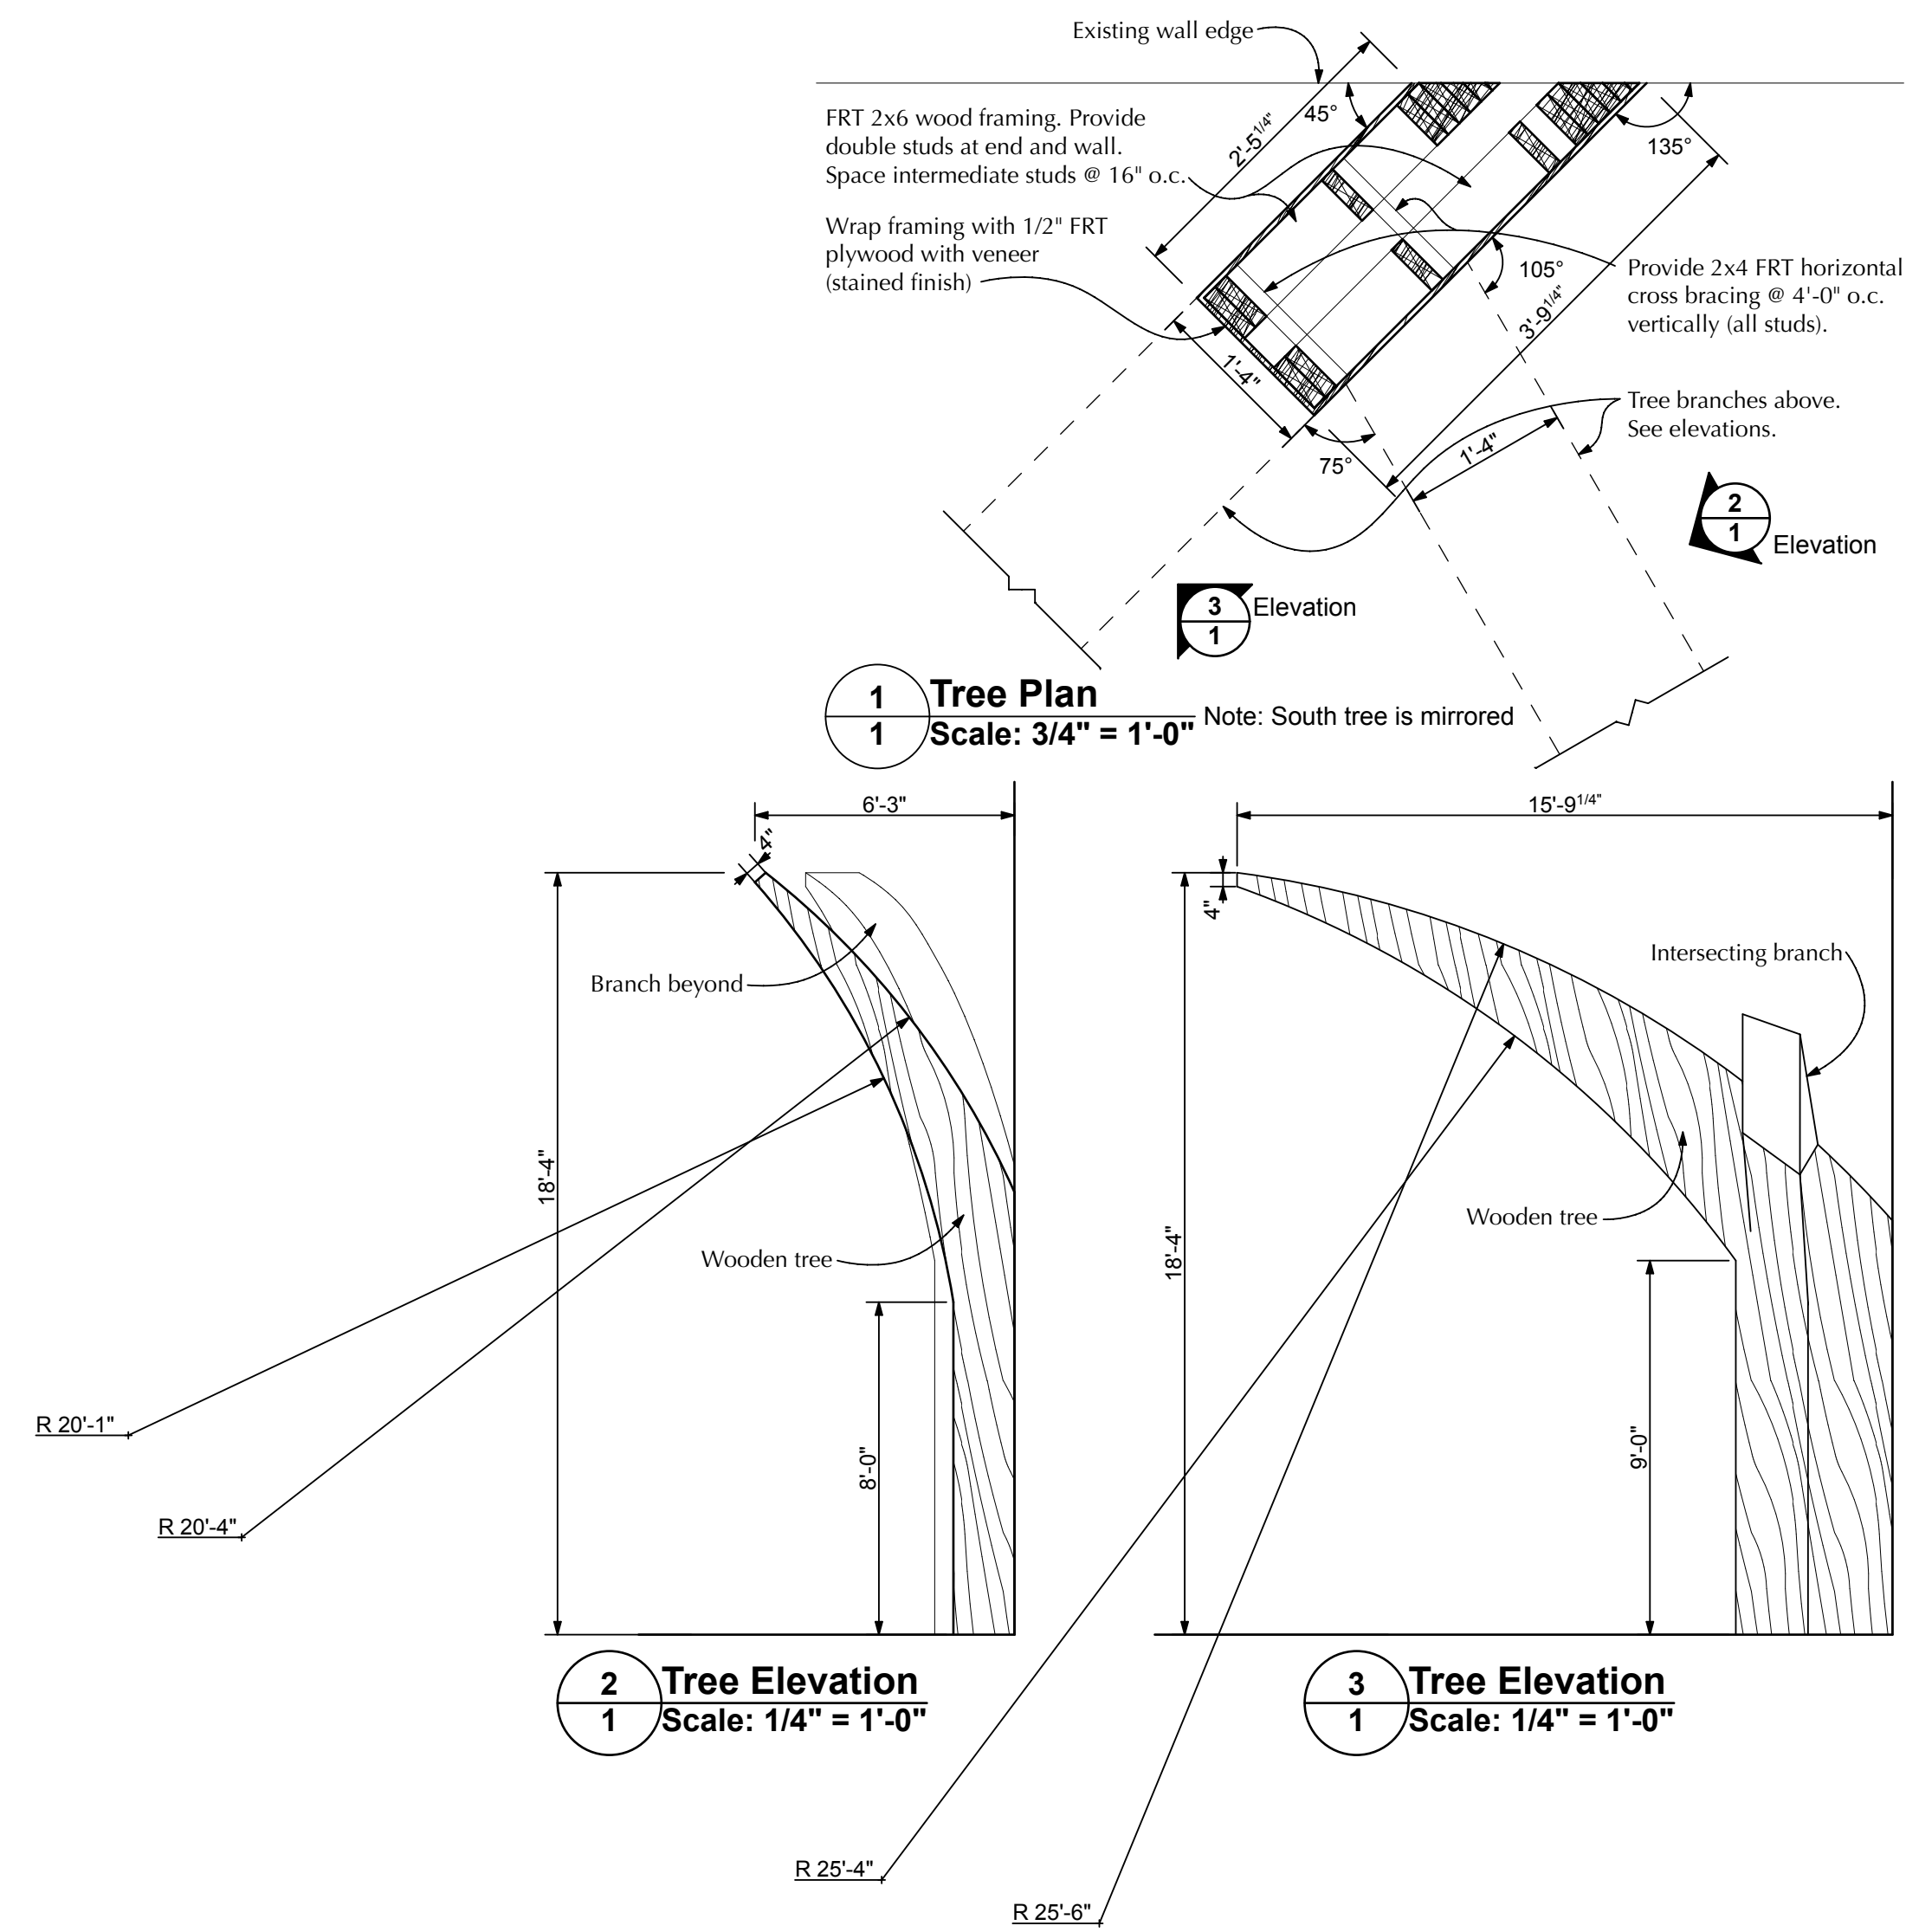 Existing wall edge
FRT 2x6 wood framing. Provide
double studs at end and wall.
Space intermediate studs @ 16" o.c.
Wrap framing with 1/2" FRT
plywood with veneer
(stained finish)
2'-5 1/4"
45°
135°
105°
3'-9 1/4"
Provide 2x4 FRT horizontal
cross bracing @ 4'-0" o.c.
vertically (all studs).
1'-4"
75°
1'-4"
Tree branches above.
See elevations.
2
1
Elevation
3
1
Elevation
1
1
Tree Plan
Scale: 3/4" = 1'-0"
Note: South tree is mirrored
6'-3"
4"
Branch beyond
18'-4"
Wooden tree
8'-0"
R 20'-1"
R 20'-4"
2
1
Tree Elevation
Scale: 1/4" = 1'-0"
15'-9 1/4"
4"
Intersecting branch
Wooden tree
18'-4"
9'-0"
3
1
Tree Elevation
Scale: 1/4" = 1'-0"
R 25'-4"
R 25'-6"